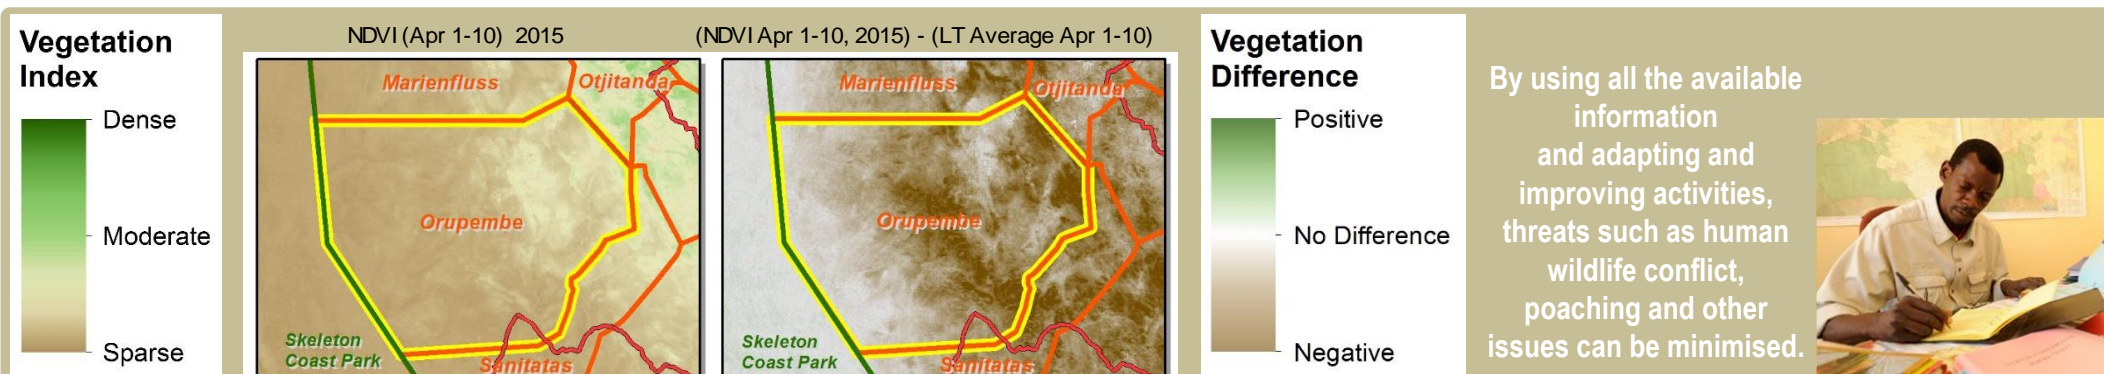 Vegetation
Index
Dense
Moderate
Sparse
NDVI (Apr 1-10) 2015
Marienfluss
Otjitanda
Orupembe
Skeleton
Coast Park
Sanitatas
(NDVI Apr 1-10, 2015) - (LT Average Apr 1-10)
Marienfluss
Otjitanda
Orupembe
Skeleton
Coast Park
Sanitatas
Vegetation
Difference
Positive
No Difference
Negative
By using all the available
information
and adapting and
improving activities,
threats such as human
wildlife conflict,
poaching and other
issues can be minimised.